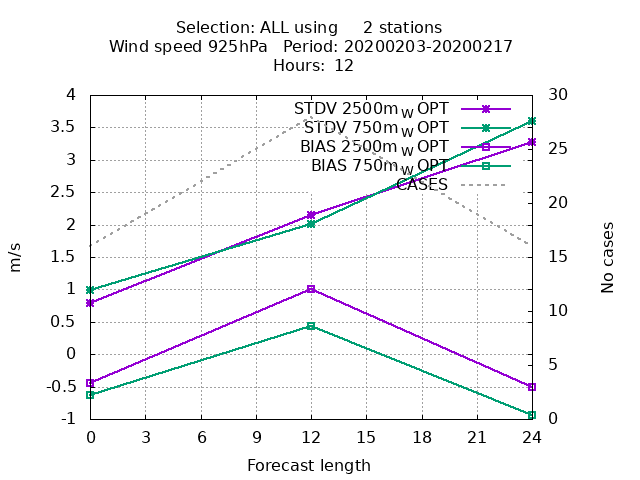 Selection: ALL using     2 stations
Wind speed 925hPa   Period: 20200203-20200217
Hours:  12
4
3.5
3
2.5
2
1.5
1
0.5
0
-0.5
-1
m/s
STDV 2500m W OPT
STDV 750m W OPT
BIAS 2500m W OPT
BIAS 750m W OPT
CASES
30
25
20
15
10
5
0
No cases
0 3 6 9 12 15 18 21 24
Forecast length